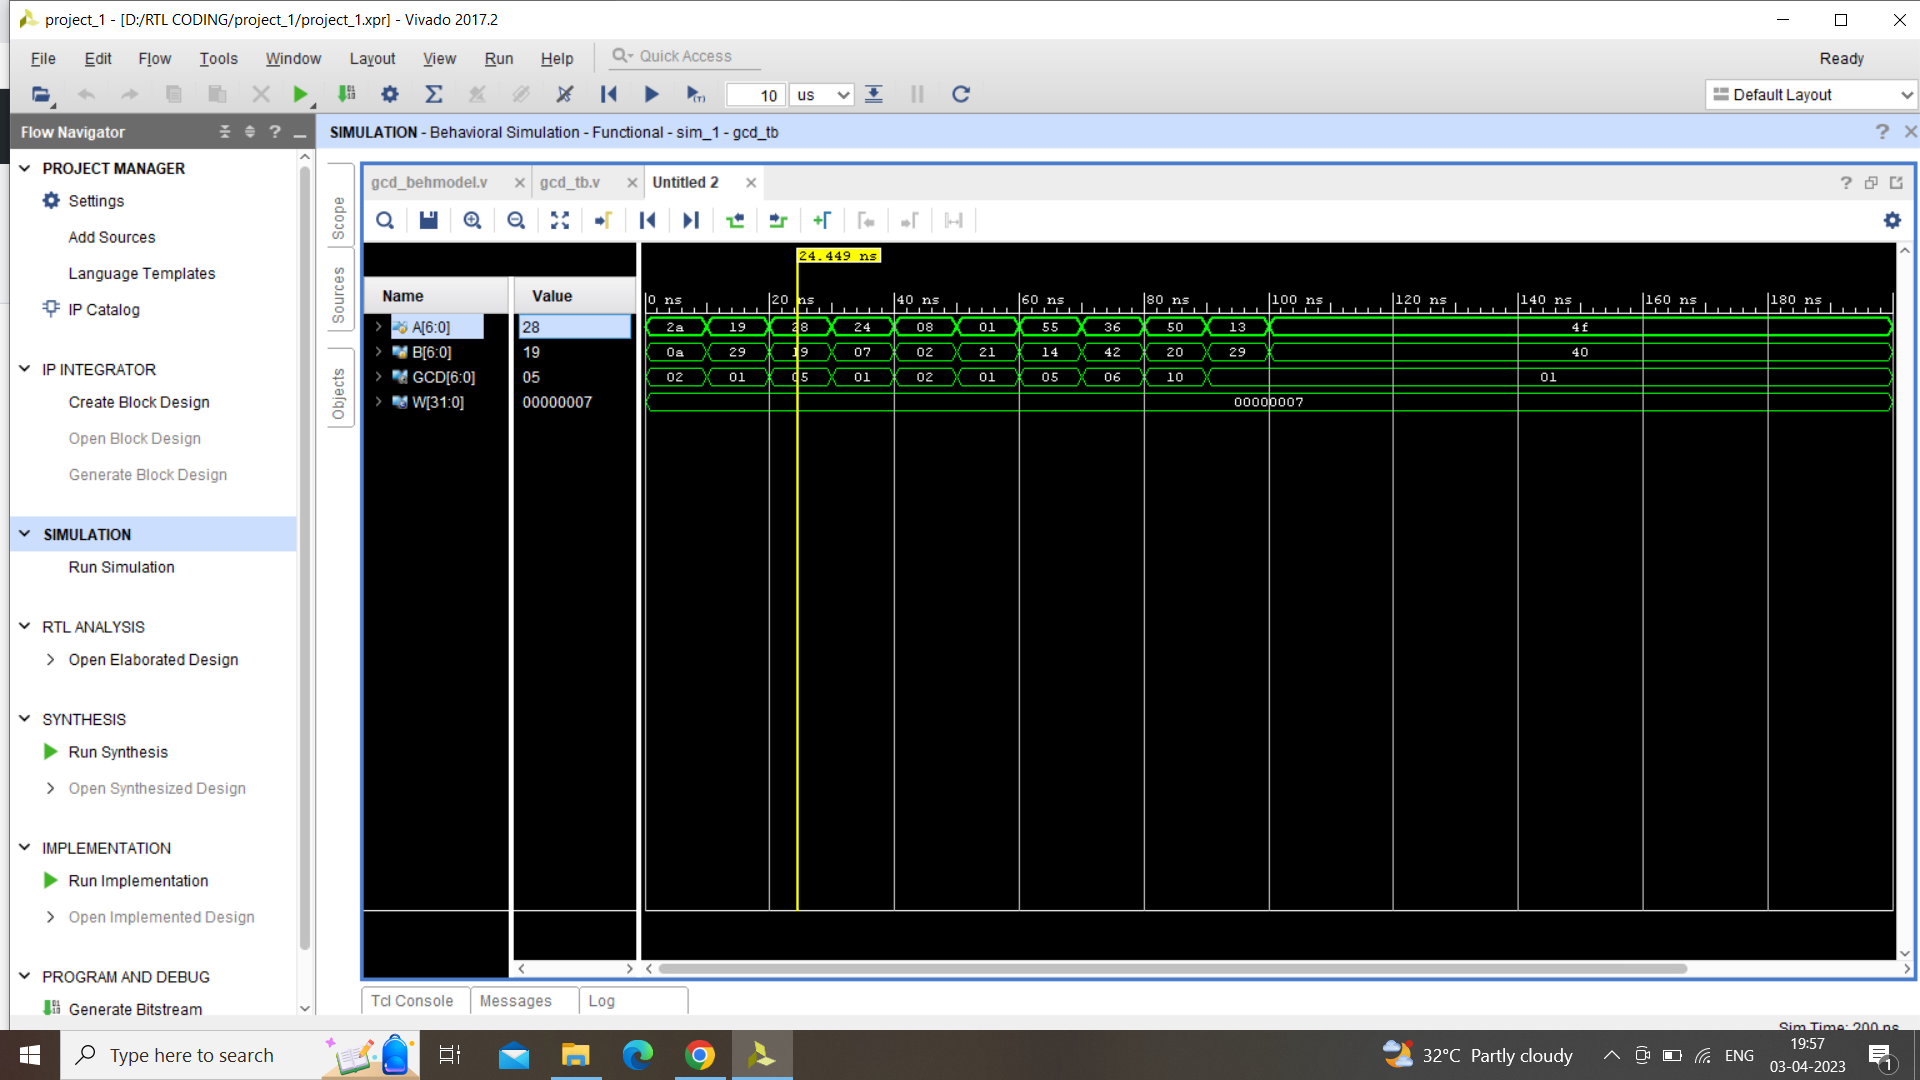 project_1 - [D:/RTL CODING/project_1/project_1.xpr] - Vivado 2017.2
File Edit Flow Tools Window Layout View Run Help Quick Access
Ready
10 us
Default Layout
Flow Navigator
SIMULATION - Behavioral Simulation - Functional - sim_1 - gcd_tb
PROJECT MANAGER
Settings
Add Sources
Language Templates
IP Catalog
IP INTEGRATOR
Create Block Design
Open Block Design
Generate Block Design
SIMULATION
Run Simulation
RTL ANALYSIS
Open Elaborated Design
SYNTHESIS
Run Synthesis
Open Synthesized Design
IMPLEMENTATION
Run Implementation
Open Implemented Design
PROGRAM AND DEBUG
Generate Bitstream
Scope
Sources
Objects
gcd_behmodel.v gcd_tb.v Untitled 2
24.449 ns
Name Value
0 ns 20 ns 40 ns 60 ns 80 ns 100 ns 120 ns 140 ns 160 ns 180 ns
A[6:0] 28 2a 19 28 24 08 01 55 36 50 13 4f
B[6:0] 19 0a 29 19 07 02 21 14 42 20 29 40
GCD[6:0] 05 02 01 05 01 02 01 05 06 10 01
W[31:0] 00000007 00000007
Tcl Console Messages Log
Sim Time: 200 ns
Type here to search
32°C Partly cloudy
ENG
19:57
03-04-2023
1